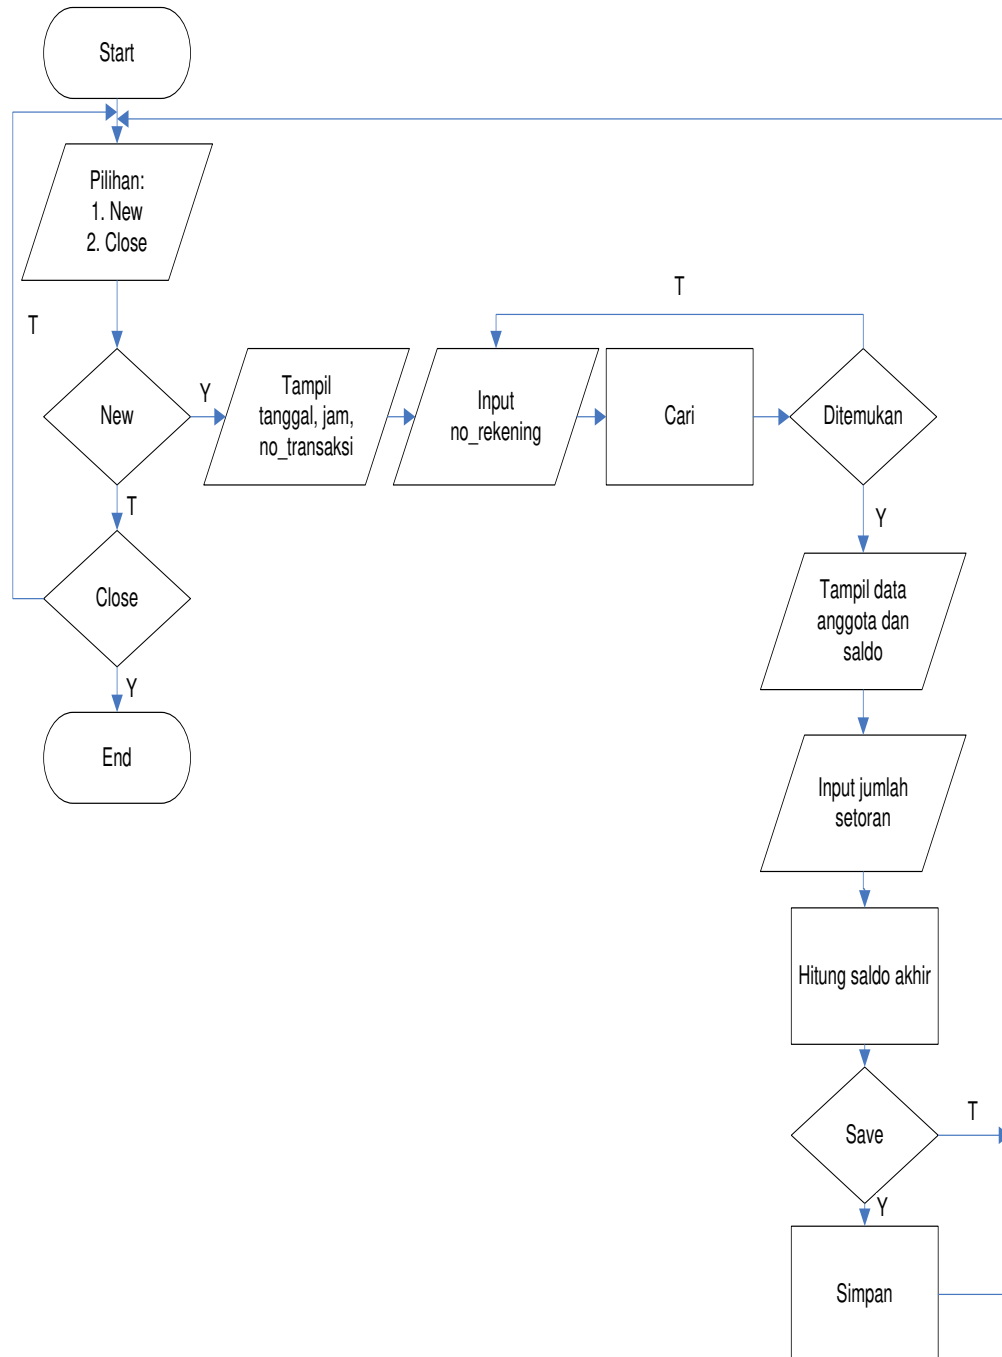 Start
Pilihan:
1. New
2. Close
T
T
New
Y
Tampil
tanggal, jam,
no_transaksi
Input
no_rekening
Cari
Ditemukan
T
Y
Close
Tampil data
anggota dan
saldo
Y
End
Input jumlah
setoran
Hitung saldo akhir
Save
T
Y
Simpan